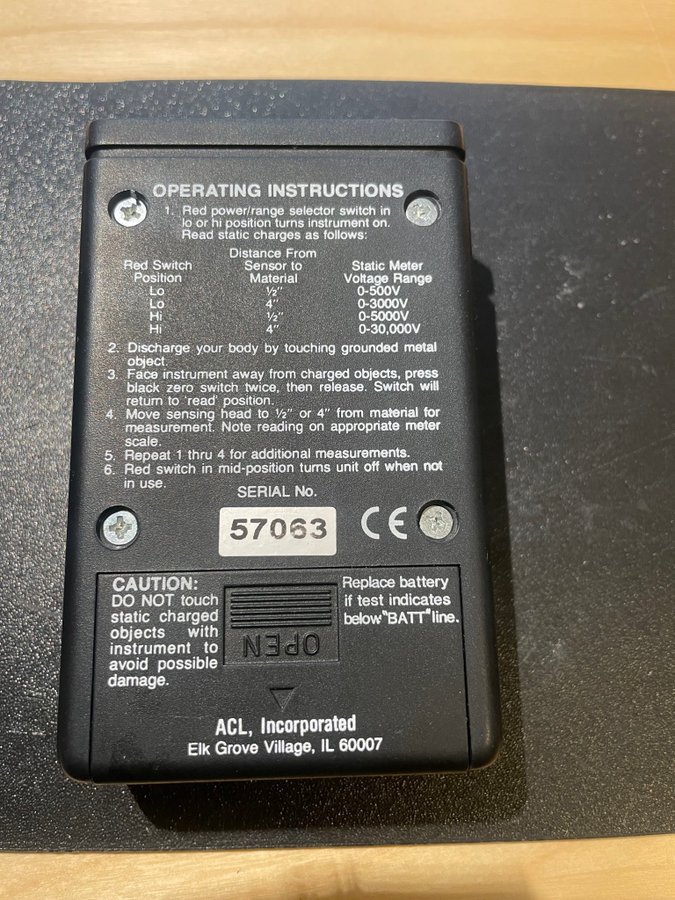 OPERATING INSTRUCTIONS
1. Red power/range selector switch in
lo or hi position turns instrument on.
Read static charges as follows:
Distance From
Red Switch Sensor to Static Meter
Position Material Voltage Range
Lo ½" 0-500V
Lo 4" 0-3000V
Hi ½" 0-5000V
Hi 4" 0-30,000V
2. Discharge your body by touching grounded metal
object.
3. Face instrument away from charged objects, press
black zero switch twice, then release. Switch will
return to 'read' position.
4. Move sensing head to ½" or 4" from material for
measurement. Note reading on appropriate meter
scale.
5. Repeat 1 thru 4 for additional measurements.
6. Red switch in mid-position turns unit off when not
in use.
SERIAL No.
57063 CE
CAUTION:
DO NOT touch
static charged
objects with
instrument to
avoid possible
damage.
OPEN
Replace battery
if test indicates
below "BATT" line.
ACL, Incorporated
Elk Grove Village, IL 60007